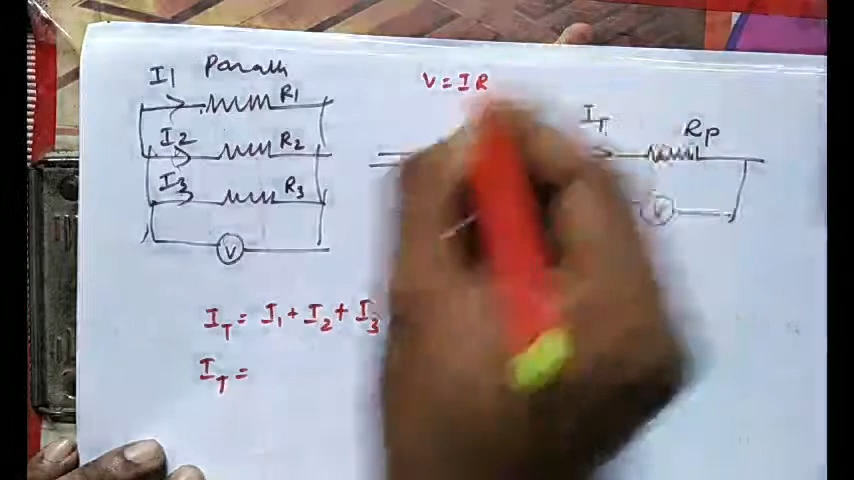 Parall
I1
R1
I2
R2
I3
R3
V
V = IR
IT
RP
V
IT = I1 + I2 + I3
IT =